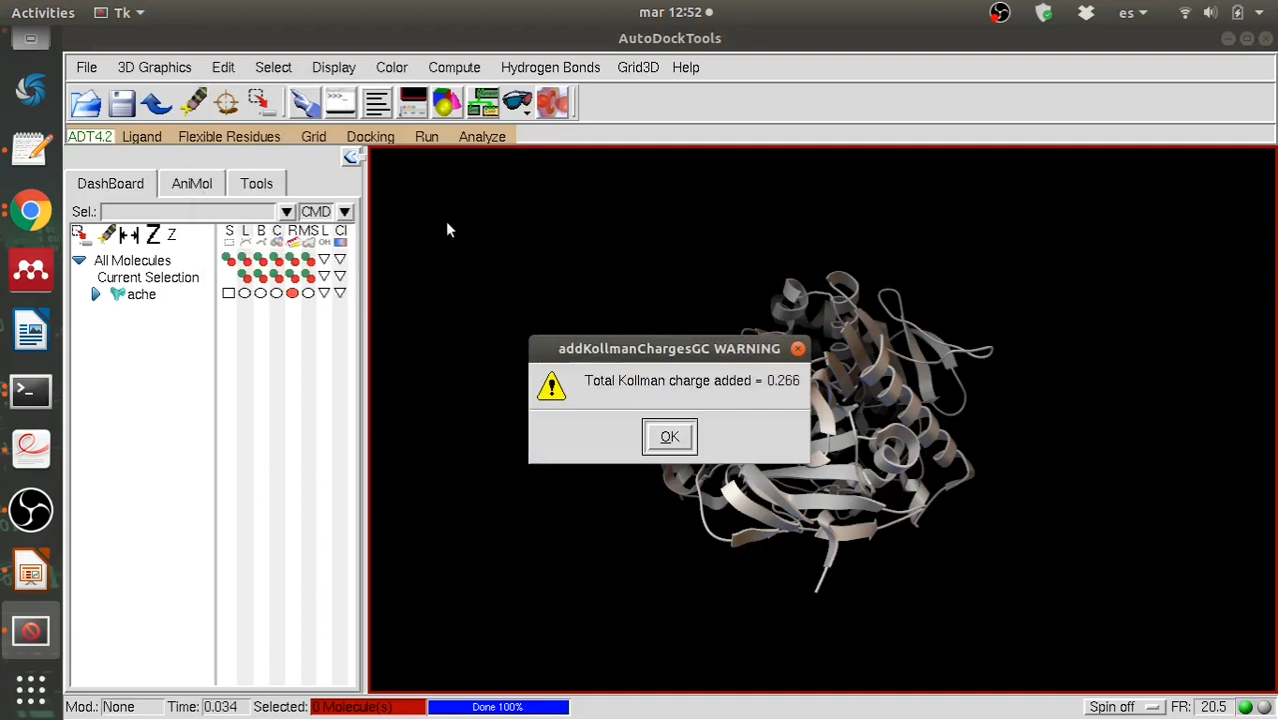 Activities Tk mar 12:52 es
AutoDockTools
File 3D Graphics Edit Select Display Color Compute Hydrogen Bonds Grid3D Help
ADT4.2 Ligand Flexible Residues Grid Docking Run Analyze
DashBoard AniMol Tools
Sel.: CMD
Z Z S L B C R MS L Cl
OH
All Molecules
Current Selection
ache
addKollmanChargesGC WARNING
Total Kollman charge added = 0.266
OK
Mod.: None Time: 0.034 Selected: 0 Molecule(s) Done 100% Spin off FR: 20.5